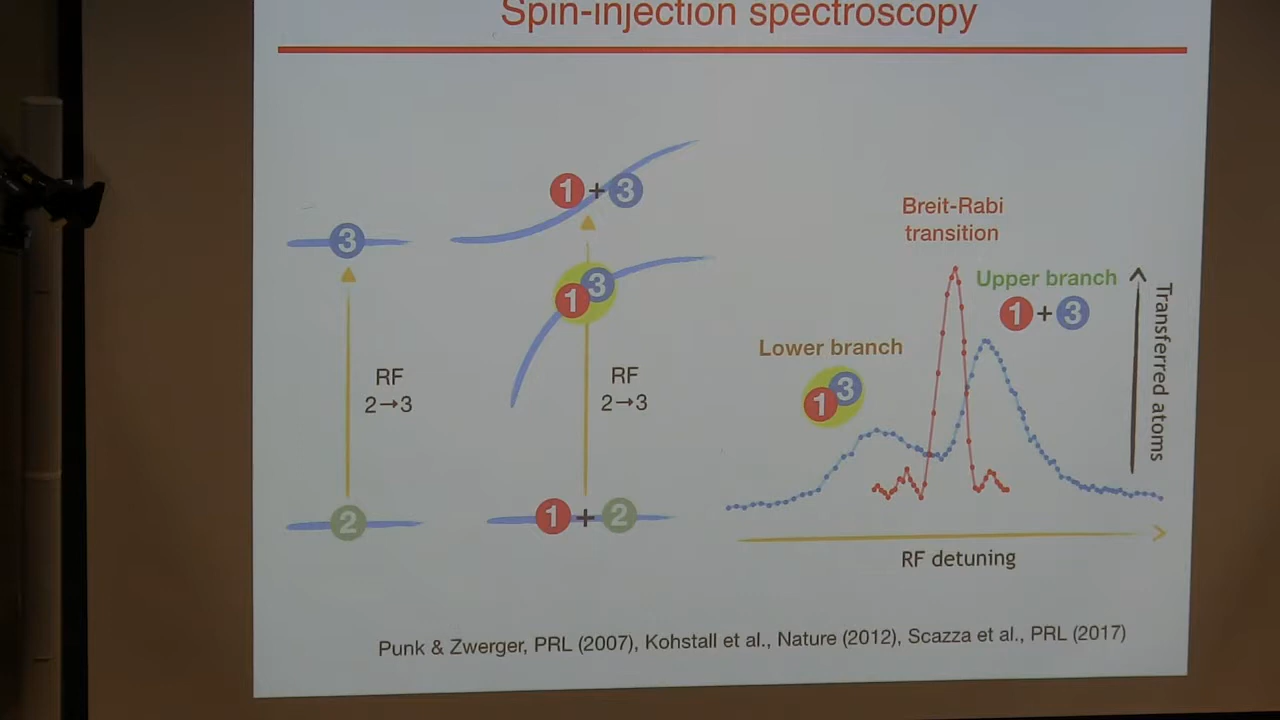 Spin-injection spectroscopy
3
RF
2→3
2
1 + 3
1 3
RF
2→3
1 + 2
Breit-Rabi
transition
Upper branch
1 + 3
Lower branch
1 3
Transferred atoms
RF detuning
Punk & Zwerger, PRL (2007), Kohstall et al., Nature (2012), Scazza et al., PRL (2017)